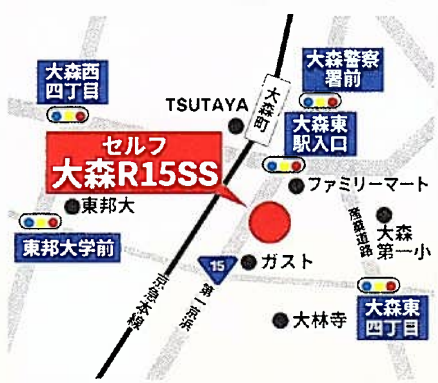 大森警察
署前
大森西
四丁目
TSUTAYA
大森町
大森東
駅入口
セルフ
大森R15SS
ファミリーマート
東邦大
産業道路
大森
第一小
東邦大学前
15
ガスト
第一京浜
京急本線
大森東
四丁目
大林寺